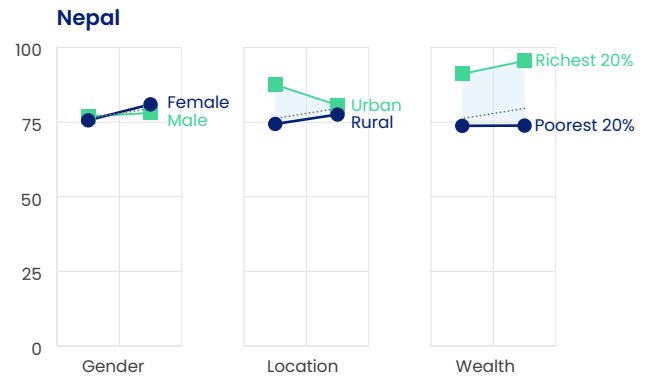 Nepal
100
75
50
25
0
Female
Male
Urban
Rural
Richest 20%
Poorest 20%
Gender
Location
Wealth